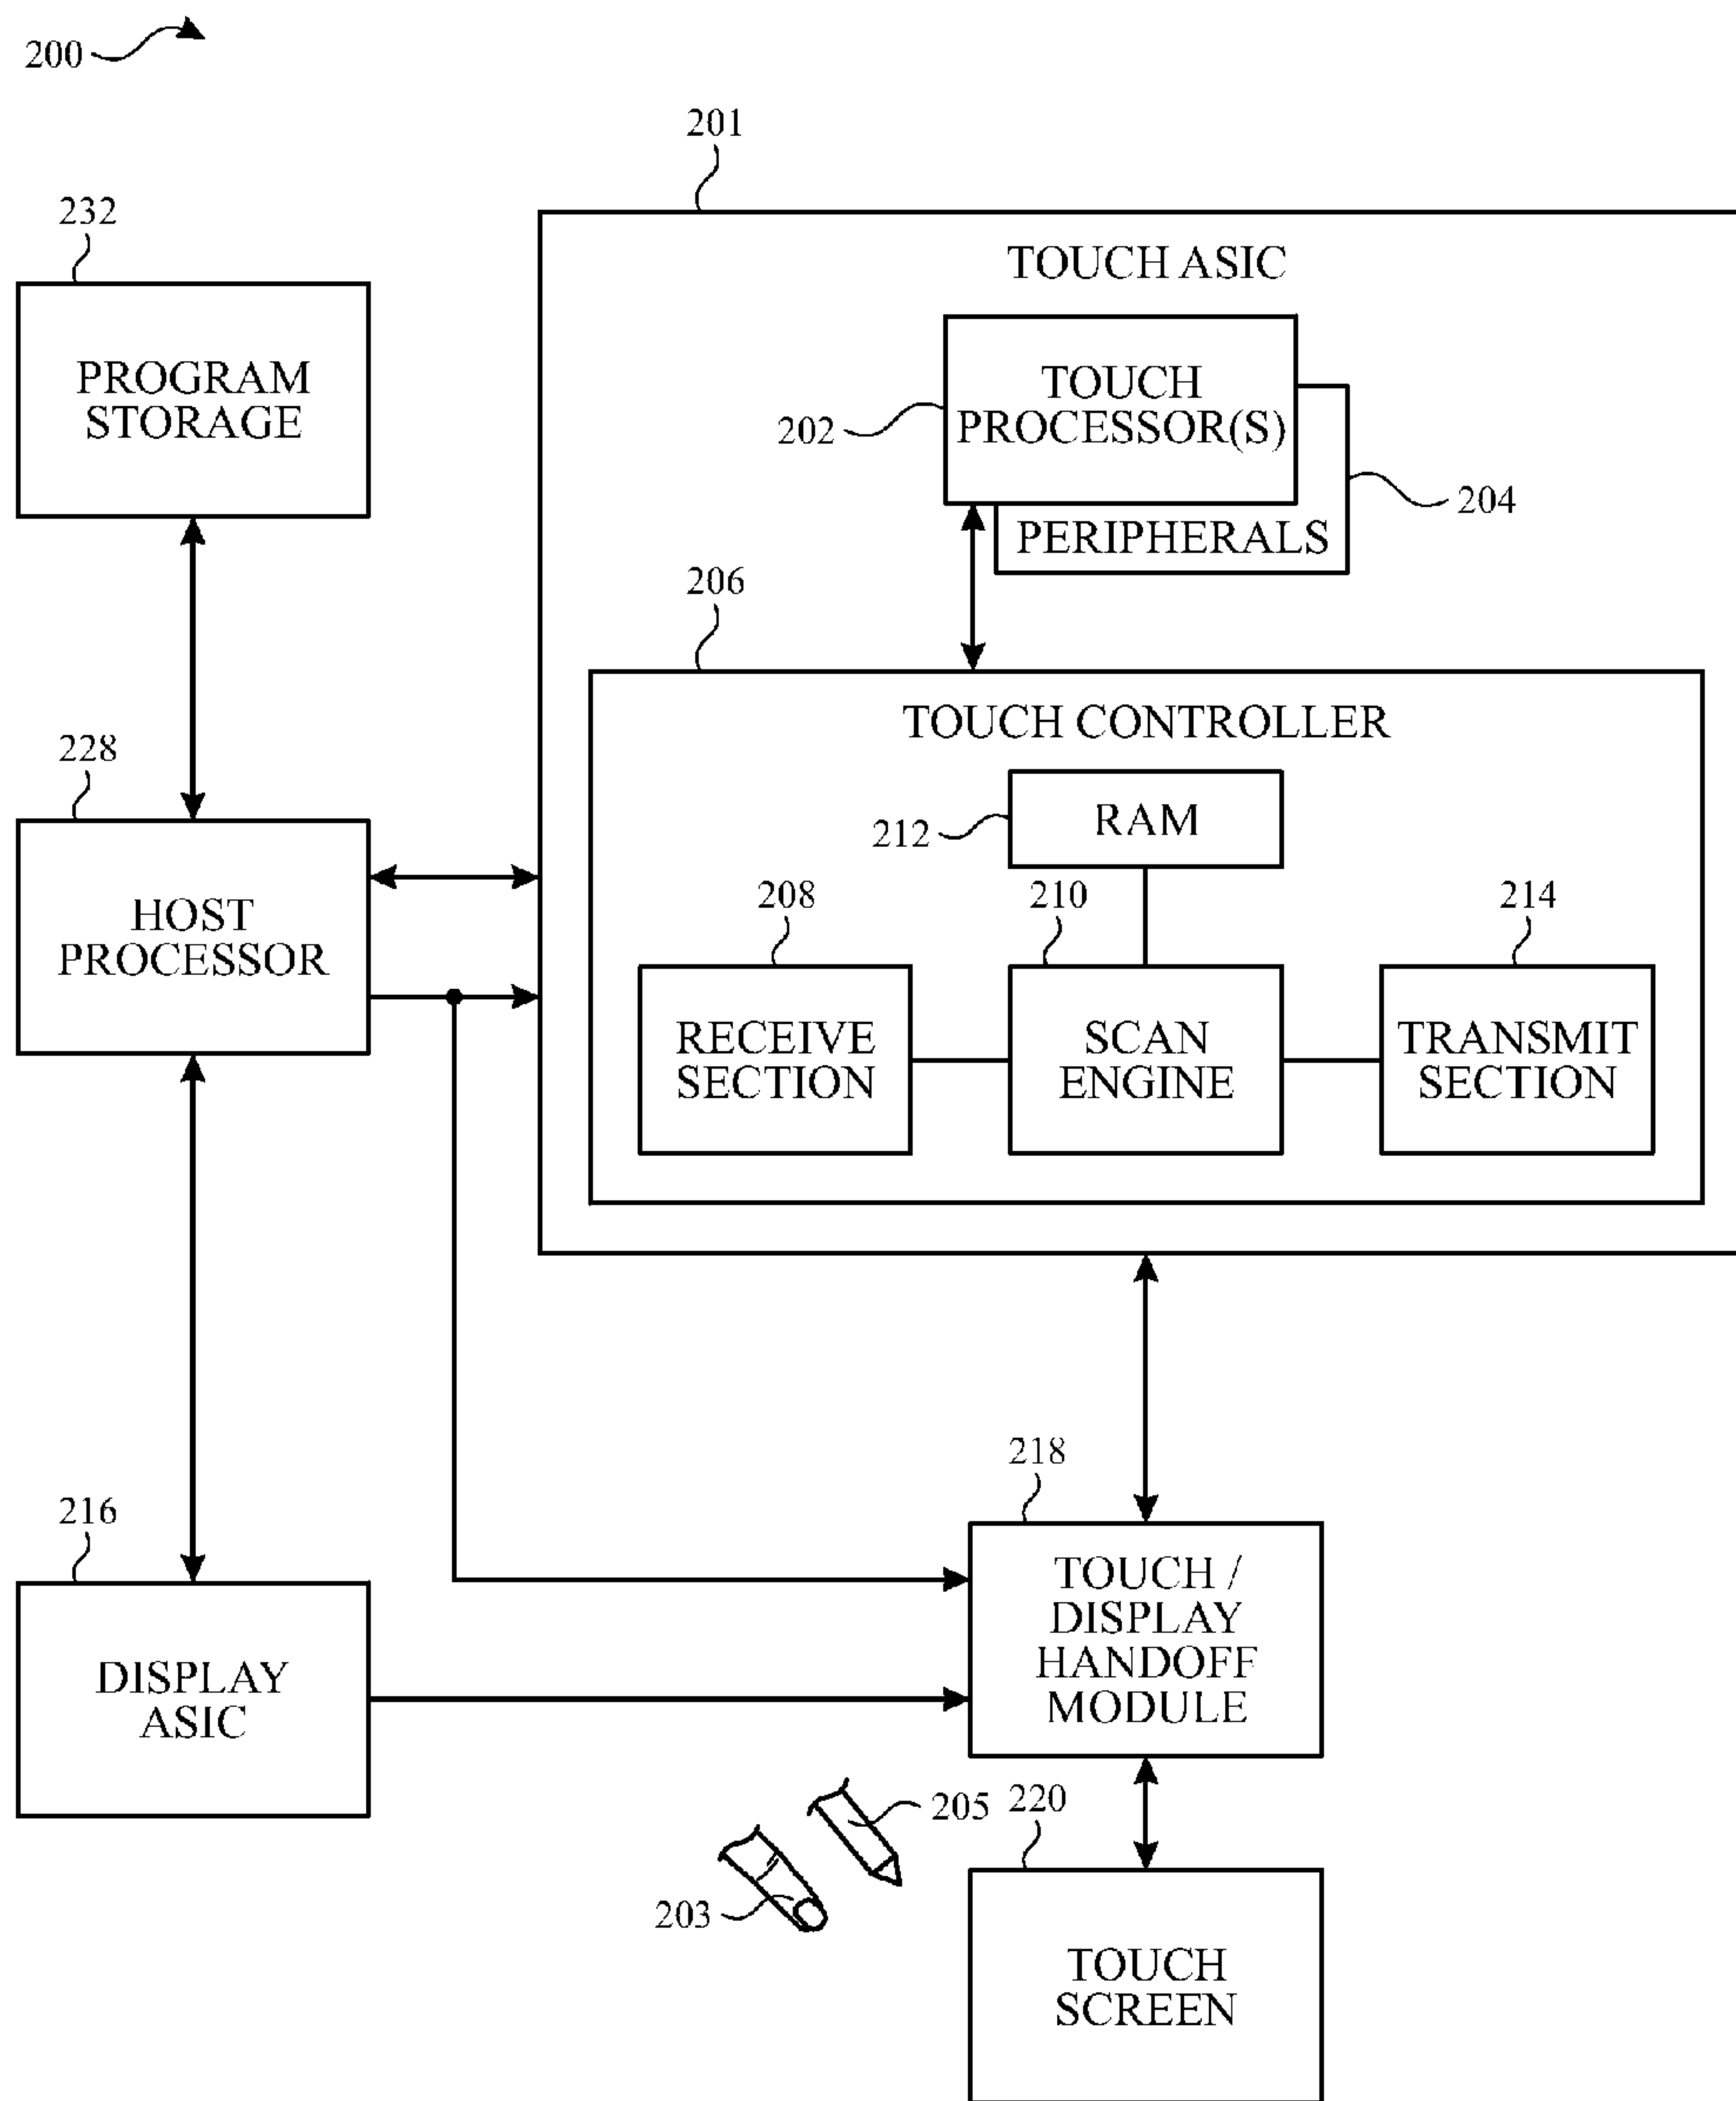 200
201
232
TOUCH ASIC
PROGRAM
STORAGE
TOUCH
PROCESSOR(S)
202
204
PERIPHERALS
206
TOUCH CONTROLLER
228
RAM
212
HOST
PROCESSOR
208
210
214
RECEIVE
SECTION
SCAN
ENGINE
TRANSMIT
SECTION
218
216
TOUCH /
DISPLAY
HANDOFF
MODULE
DISPLAY
ASIC
205
220
203
TOUCH
SCREEN